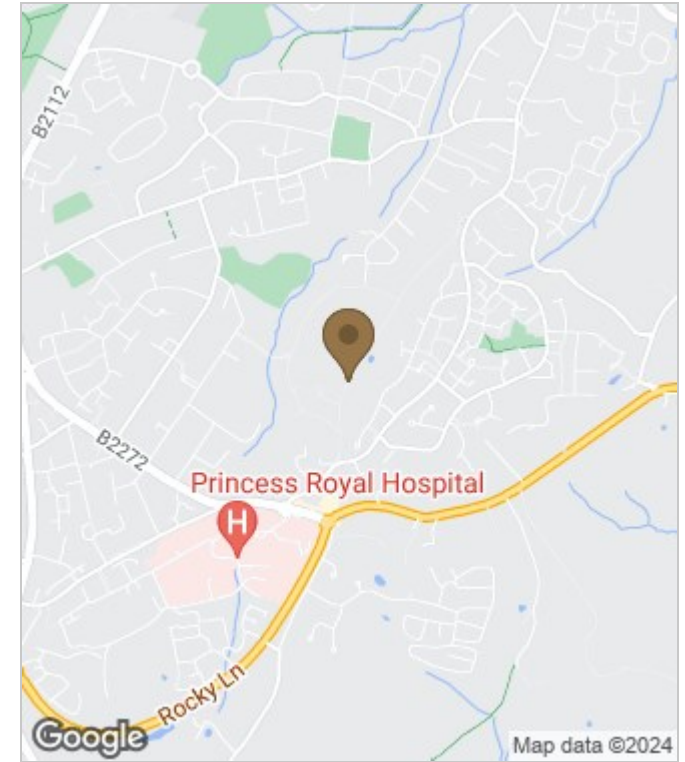 B2112
B2272
Princess Royal Hospital
H
Rocky Ln
Google
Map data ©2024